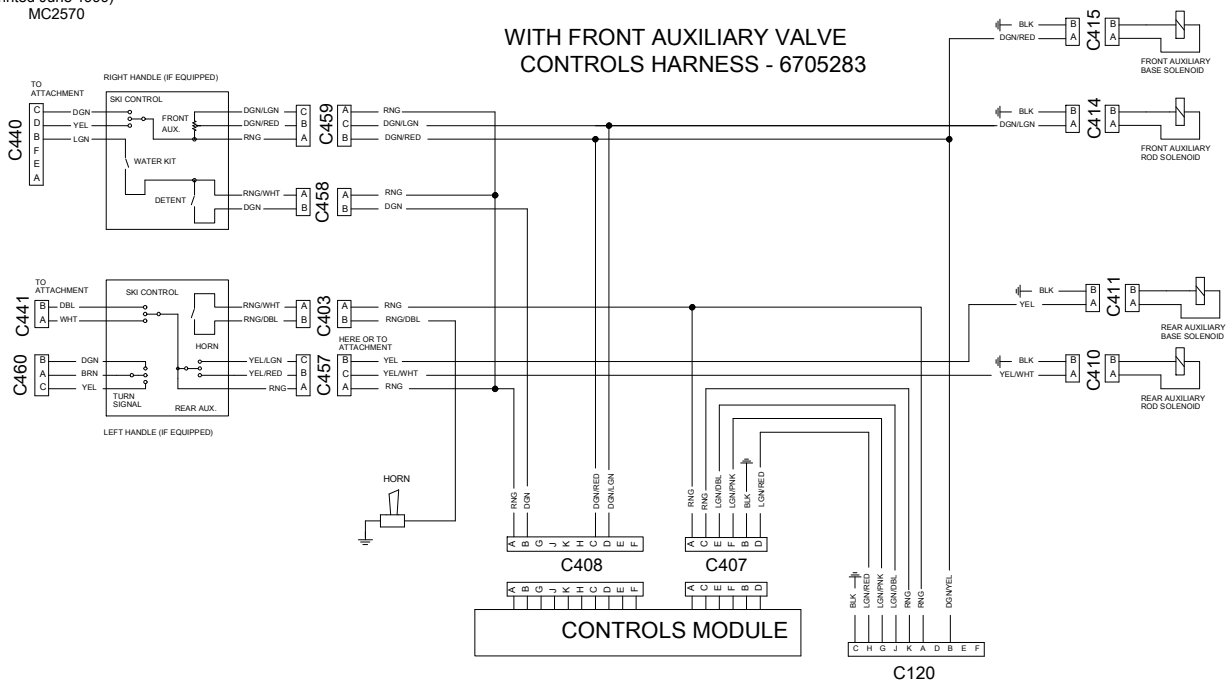 MC2570
WITH FRONT AUXILIARY VALVE
CONTROLS HARNESS - 6705283
RIGHT HANDLE (IF EQUIPPED)
TO
ATTACHMENT
SKI CONTROL
C440
C
D
B
F
E
A
DGN
YEL
LGN
FRONT
AUX.
WATER KIT
DETENT
DGN/LGN
DGN/RED
RNG
C
B
A
C459
A
C
B
RNG
DGN/LGN
DGN/RED
RNG/WHT
DGN
A
B
C458
A
B
RNG
DGN
BLK
DGN/RED
B
A
C415
B
A
FRONT AUXILIARY
BASE SOLENOID
BLK
DGN/LGN
B
A
C414
B
A
FRONT AUXILIARY
ROD SOLENOID
TO
ATTACHMENT
C441
B
A
DBL
WHT
SKI CONTROL
HORN
RNG/WHT
RNG/DBL
A
B
C403
A
B
RNG
RNG/DBL
HERE OR TO
ATTACHMENT
C460
B
A
C
DGN
BRN
YEL
TURN
SIGNAL
REAR AUX.
YEL/LGN
YEL/RED
RNG
C
B
A
C457
B
C
A
YEL
YEL/WHT
RNG
LEFT HANDLE (IF EQUIPPED)
BLK
YEL
B
A
C411
B
A
REAR AUXILIARY
BASE SOLENOID
BLK
YEL/WHT
B
A
C410
B
A
REAR AUXILIARY
ROD SOLENOID
HORN
RNG
DGN
DGN/RED
DGN/LGN
A B G J K H C D E F
C408
A B G J K H C D E F
RNG
RNG
LGN/DBL
LGN/PNK
BLK
LGN/RED
A C E F B D
C407
A C E F B D
CONTROLS MODULE
BLK
LGN/RED
LGN/PNK
LGN/DBL
RNG
RNG
DGN/YEL
C H G J K A D B E F
C120